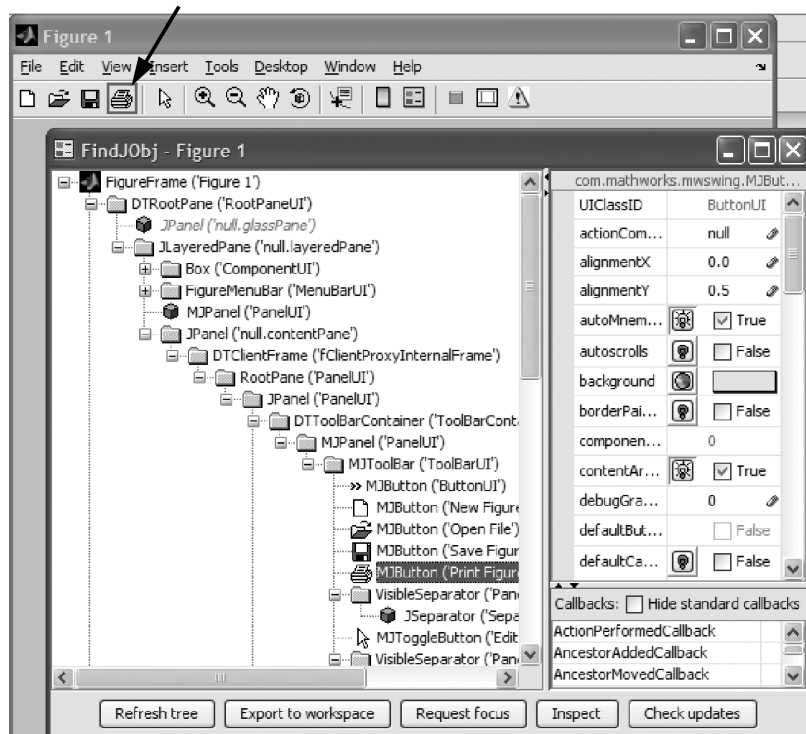 Figure 1
File Edit View Insert Tools Desktop Window Help
FindJObj - Figure 1
FigureFrame ('Figure 1')
DTRootPane ('RootPaneUI')
JPanel ('null.glassPane')
JLayeredPane ('null.layeredPane')
Box ('ComponentUI')
FigureMenuBar ('MenuBarUI')
MJPanel ('PanelUI')
JPanel ('null.contentPane')
DTClientFrame ('fClientProxyInternalFrame')
RootPane ('PanelUI')
JPanel ('PanelUI')
DTToolBarContainer ('ToolBarCont
MJPanel ('PanelUI')
MJToolBar ('ToolBarUI')
MJButton ('ButtonUI')
MJButton ('New Figure
MJButton ('Open File')
MJButton ('Save Figur
MJButton ('Print Figur
VisibleSeparator ('Pan
JSeparator ('Sepa
MJToggleButton ('Edit
VisibleSeparator ('Pan
com.mathworks.mwswing.MJBut...
UIClassID ButtonUI
actionCom... null
alignmentX 0.0
alignmentY 0.5
autoMnem... True
autoscrolls False
background
borderPai... False
componen... 0
contentAr... True
debugGra... 0
defaultBut... False
defaultCa... False
Callbacks: Hide standard callbacks
ActionPerformedCallback
AncestorAddedCallback
AncestorMovedCallback
Refresh tree Export to workspace Request focus Inspect Check updates